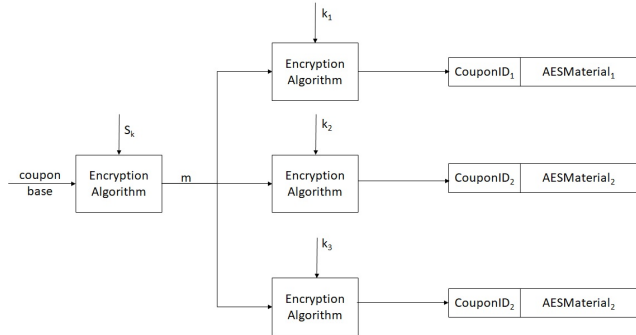 k₁
Encryption
Algorithm
CouponID₁ AESMaterial₁
Sₖ
k₂
coupon
base
Encryption
Algorithm
m
Encryption
Algorithm
CouponID₂ AESMaterial₂
k₃
Encryption
Algorithm
CouponID₂ AESMaterial₂